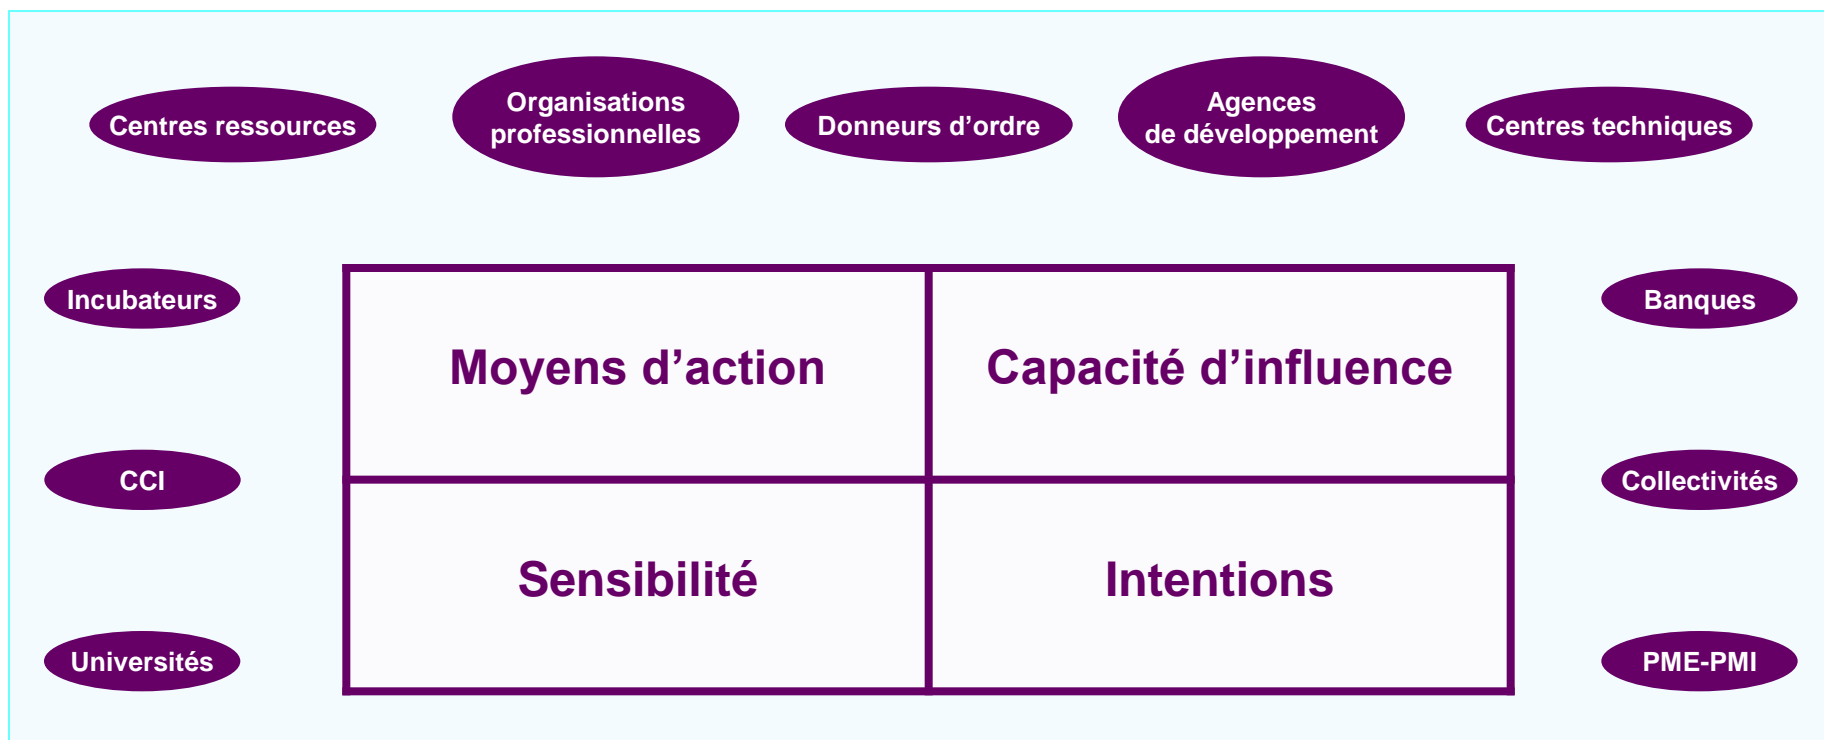 Centres ressources
Organisations
professionnelles
Donneurs d’ordre
Agences
de développement
Centres techniques
Incubateurs
Banques
Moyens d’action
Capacité d’influence
CCI
Collectivités
Sensibilité
Intentions
Universités
PME-PMI